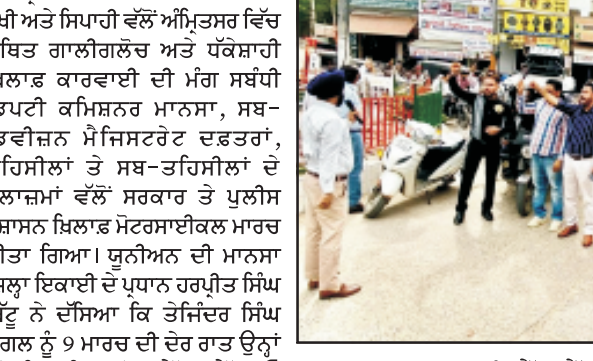 ਖੀ ਅਤੇ ਸਿਪਾਹੀ ਵੱਲੋਂ ਅੰਮ੍ਰਿਤਸਰ ਵਿੱਚ
ਥਿਤ ਗਾਲੀਗਲੋਚ ਅਤੇ ਧੱਕੇਸ਼ਾਹੀ
ਖ਼ਿਲਾਫ਼ ਕਾਰਵਾਈ ਦੀ ਮੰਗ ਸਬੰਧੀ
ਡਿਪਟੀ ਕਮਿਸ਼ਨਰ ਮਾਨਸਾ, ਸਬ-
ਡਵੀਜ਼ਨ ਮੈਜਿਸਟਰੇਟ ਦਫ਼ਤਰਾਂ,
ਹਿਸੀਲਾਂ ਤੇ ਸਬ-ਤਹਿਸੀਲਾਂ ਦੇ
ਲਾਜ਼ਮਾਂ ਵੱਲੋਂ ਸਰਕਾਰ ਤੇ ਪੁਲੀਸ
ਸ਼ਾਸਨ ਖ਼ਿਲਾਫ਼ ਮੋਟਰਸਾਈਕਲ ਮਾਰਚ
ਕੀਤਾ ਗਿਆ। ਯੂਨੀਅਨ ਦੀ ਮਾਨਸਾ
ਜ਼ਿਲ੍ਹਾ ਇਕਾਈ ਦੇ ਪ੍ਰਧਾਨ ਹਰਪ੍ਰੀਤ ਸਿੰਘ
ਨੇ ਦੱਸਿਆ ਕਿ ਤੇਜਿੰਦਰ ਸਿੰਘ
ਗਲ ਨੂੰ 9 ਮਾਰਚ ਦੀ ਦੇਰ ਰਾਤ ਉਨ੍ਹਾਂ